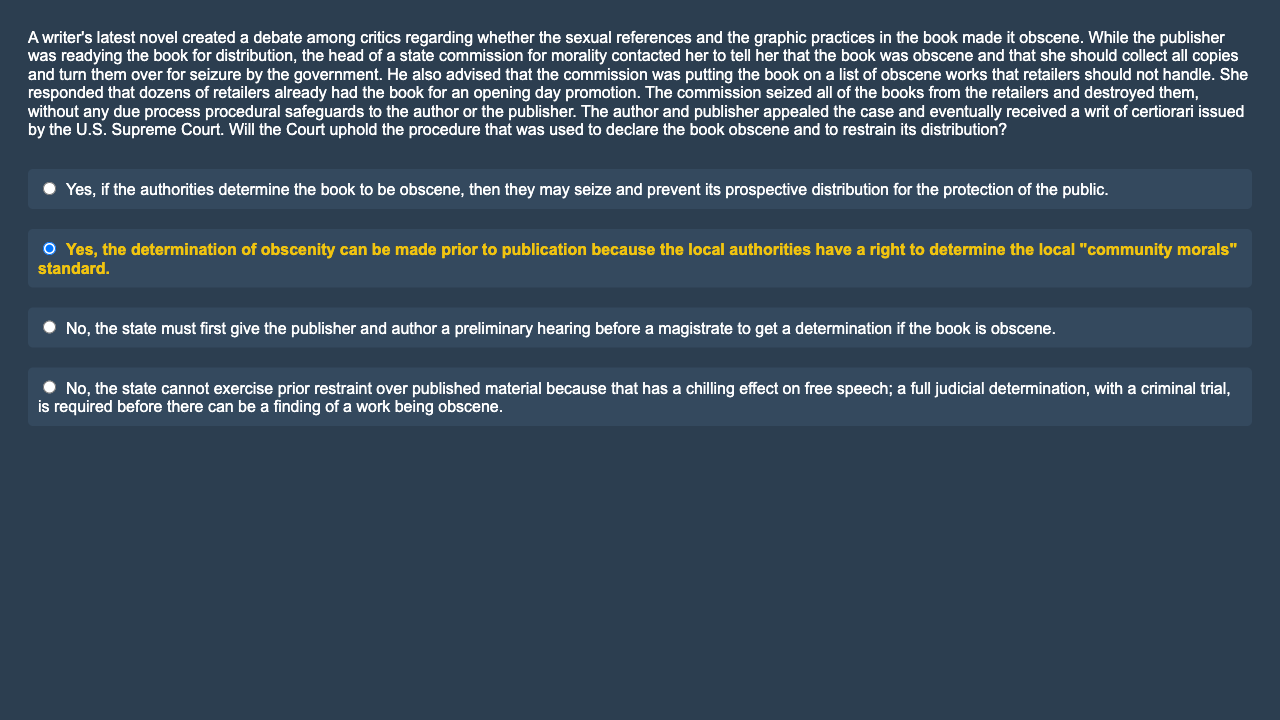 A writer's latest novel created a debate among critics regarding whether the sexual references and the graphic practices in the book made it obscene. While the publisher
was readying the book for distribution, the head of a state commission for morality contacted her to tell her that the book was obscene and that she should collect all copies
and turn them over for seizure by the government. He also advised that the commission was putting the book on a list of obscene works that retailers should not handle. She
responded that dozens of retailers already had the book for an opening day promotion. The commission seized all of the books from the retailers and destroyed them,
without any due process procedural safeguards to the author or the publisher. The author and publisher appealed the case and eventually received a writ of certiorari issued
by the U.S. Supreme Court. Will the Court uphold the procedure that was used to declare the book obscene and to restrain its distribution?
Yes, if the authorities determine the book to be obscene, then they may seize and prevent its prospective distribution for the protection of the public.
Yes, the determination of obscenity can be made prior to publication because the local authorities have a right to determine the local "community morals"
standard.
No, the state must first give the publisher and author a preliminary hearing before a magistrate to get a determination if the book is obscene.
No, the state cannot exercise prior restraint over published material because that has a chilling effect on free speech; a full judicial determination, with a criminal trial,
is required before there can be a finding of a work being obscene.